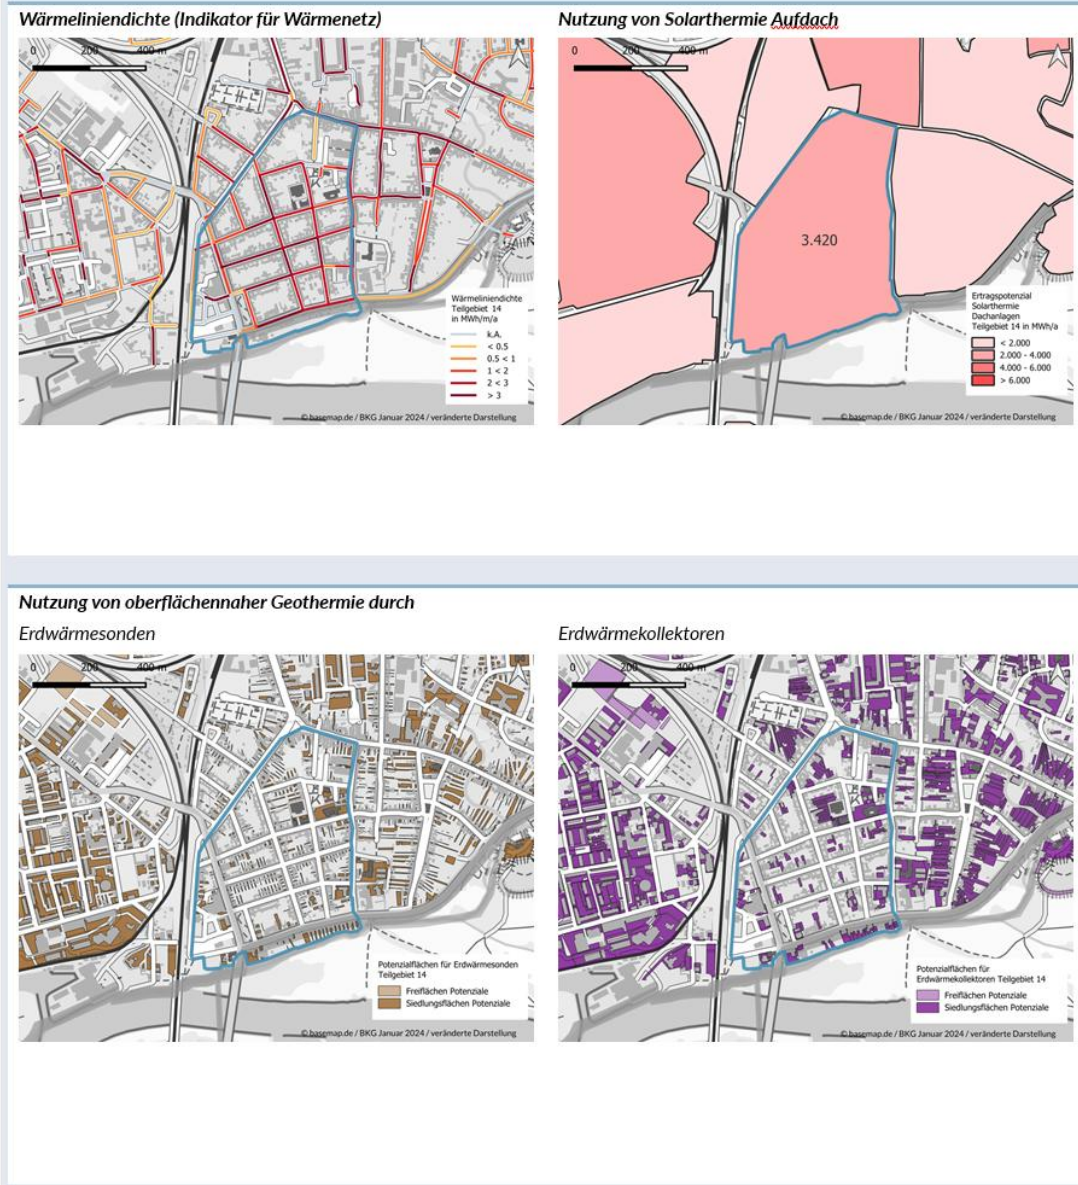 Wärmeliniendichte (Indikator für Wärmenetz)
Nutzung von Solarthermie Aufdach
0 200 400 m
Wärmeliniendichte
Teilgebiet 14
in MWh/m/a
k.A.
< 0.5
0.5 < 1
1 < 2
2 < 3
> 3
© basemap.de / BKG Januar 2024 / veränderte Darstellung
0 200 400 m
3.420
Ertragspotenzial
Solarthermie
Dachanlagen
Teilgebiet 14 in MWh/a
< 2.000
2.000 - 4.000
4.000 - 6.000
> 6.000
© basemap.de / BKG Januar 2024 / veränderte Darstellung
Nutzung von oberflächennaher Geothermie durch
Erdwärmesonden
Erdwärmekollektoren
0 200 400 m
Potenzialflächen für Erdwärmesonden
Teilgebiet 14
Freiflächen Potenziale
Siedlungsflächen Potenziale
© basemap.de / BKG Januar 2024 / veränderte Darstellung
0 200 400 m
Potenzialflächen für
Erdwärmekollektoren Teilgebiet 14
Freiflächen Potenziale
Siedlungsflächen Potenziale
© basemap.de / BKG Januar 2024 / veränderte Darstellung